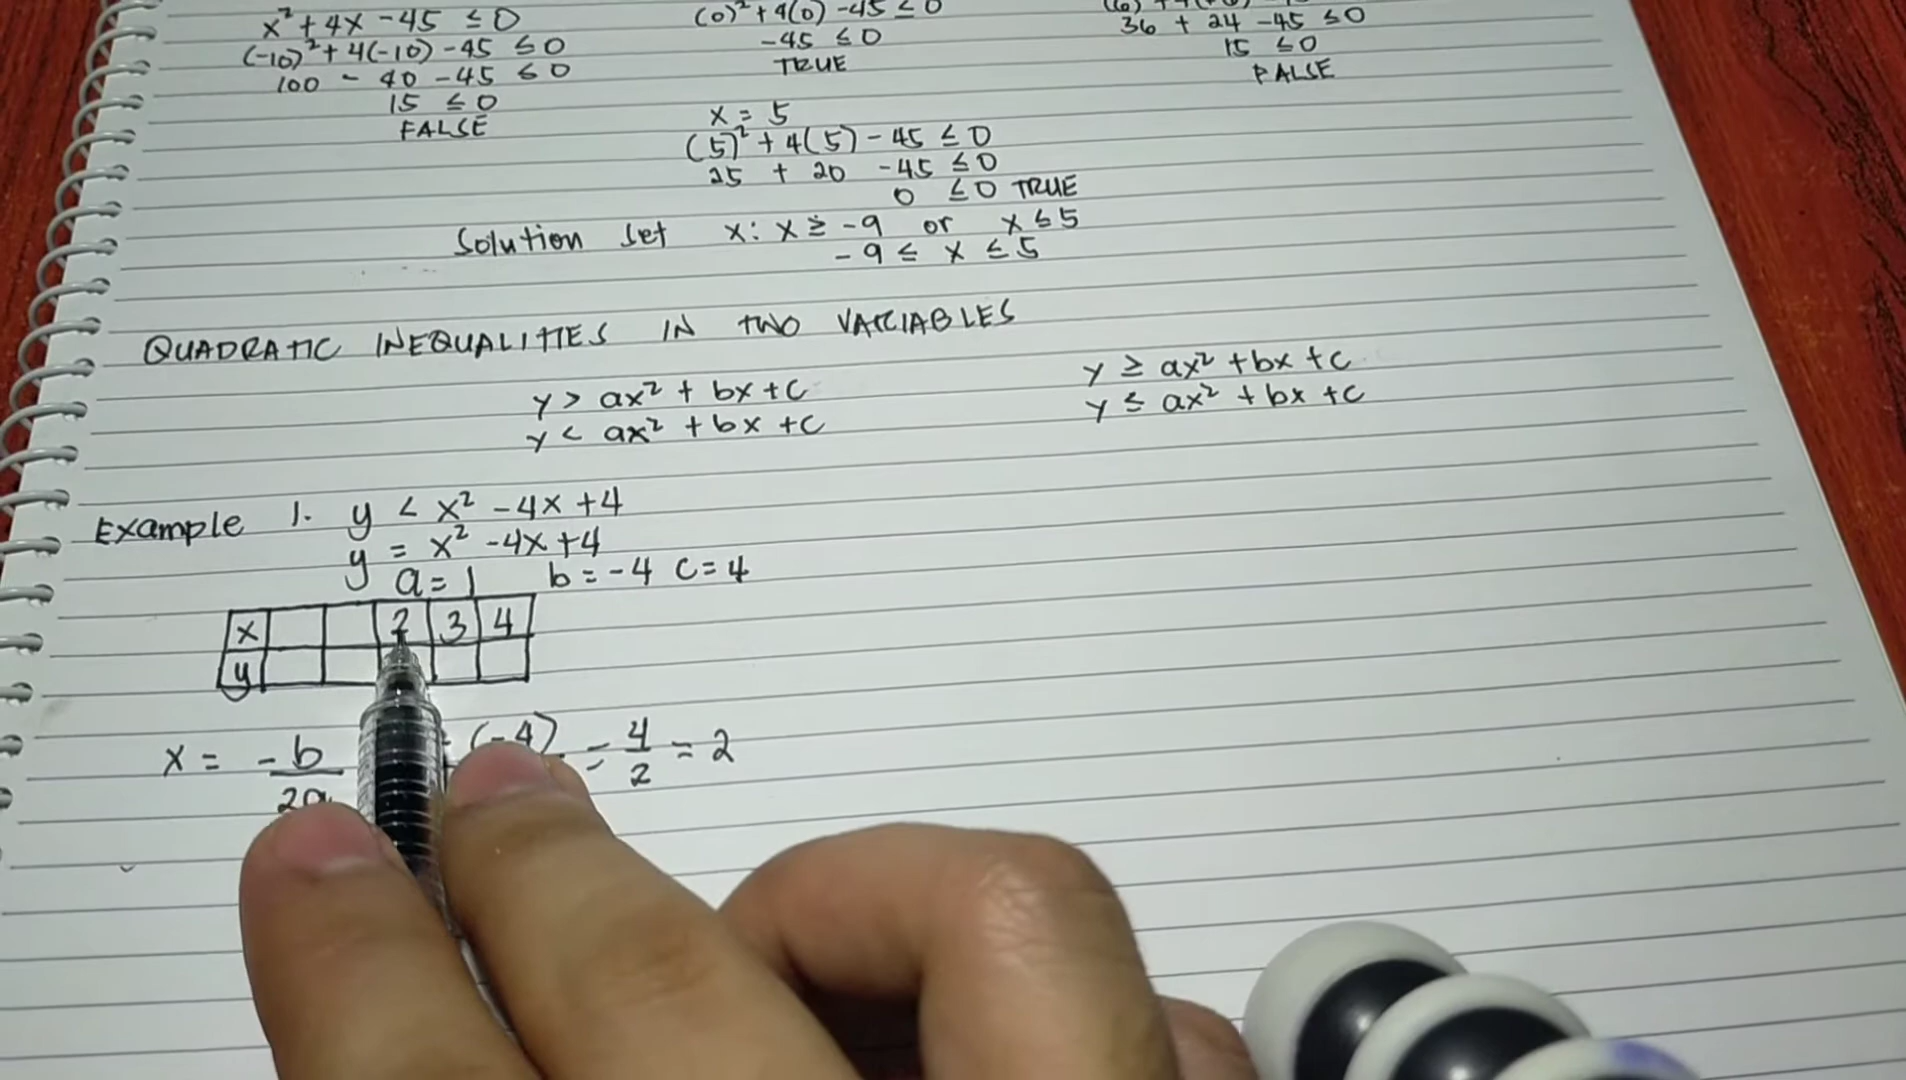 x² + 4x - 45 ≤ 0
(-10)² + 4(-10) - 45 ≤ 0
100 - 40 - 45 ≤ 0
15 ≤ 0
FALSE
(0)² + 4(0) - 45 ≤ 0
-45 ≤ 0
TRUE
36 + 24 - 45 ≤ 0
15 ≤ 0
FALSE
x = 5
(5)² + 4(5) - 45 ≤ 0
25 + 20 - 45 ≤ 0
0 ≤ 0 TRUE
Solution set x: x ≥ -9 or x ≤ 5
-9 ≤ x ≤ 5
QUADRATIC INEQUALITIES IN TWO VARIABLES
y > ax² + bx + c
y < ax² + bx + c
y ≥ ax² + bx + c
y ≤ ax² + bx + c
Example 1. y < x² - 4x + 4
y = x² - 4x + 4
a = 1 b = -4 c = 4
x 2 3 4
y
x = -b/2a (-4) = 4/2 = 2